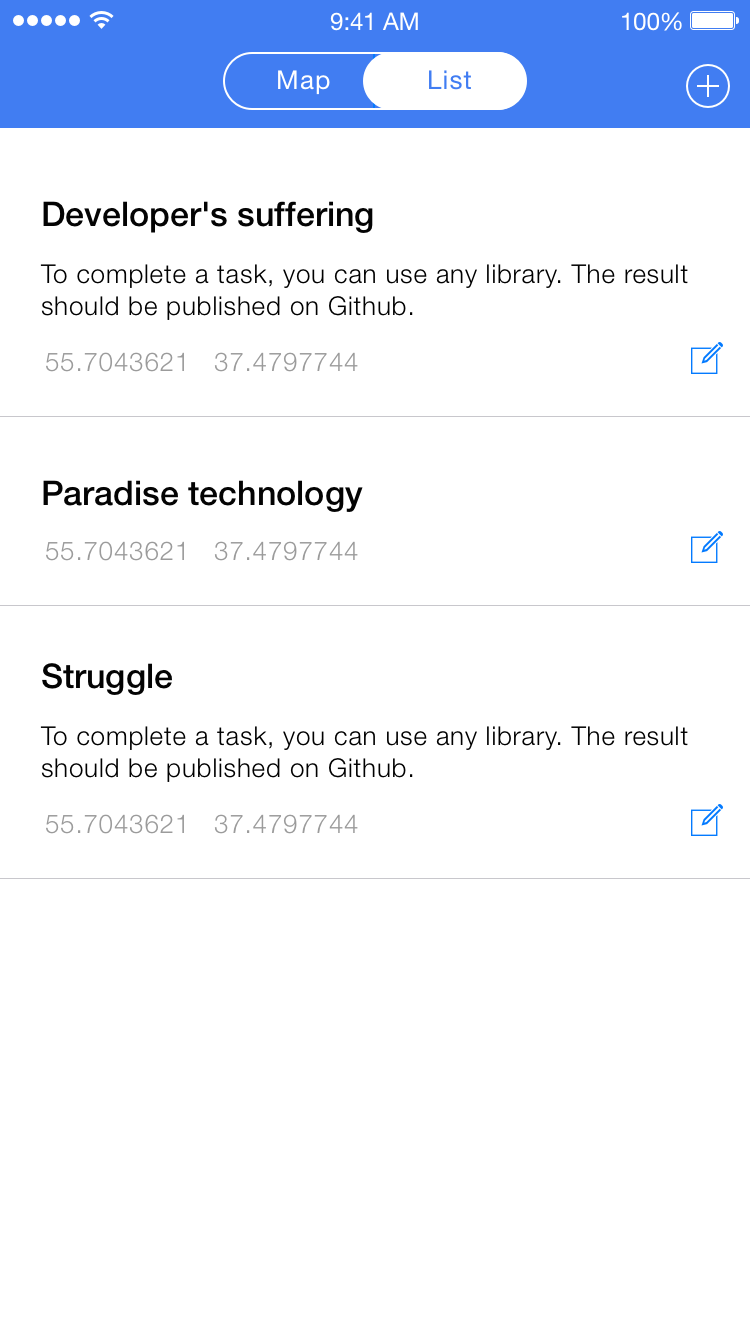 9:41 AM 100%
Map List
Developer's suffering
To complete a task, you can use any library. The result
should be published on Github.
55.7043621 37.4797744
Paradise technology
55.7043621 37.4797744
Struggle
To complete a task, you can use any library. The result
should be published on Github.
55.7043621 37.4797744